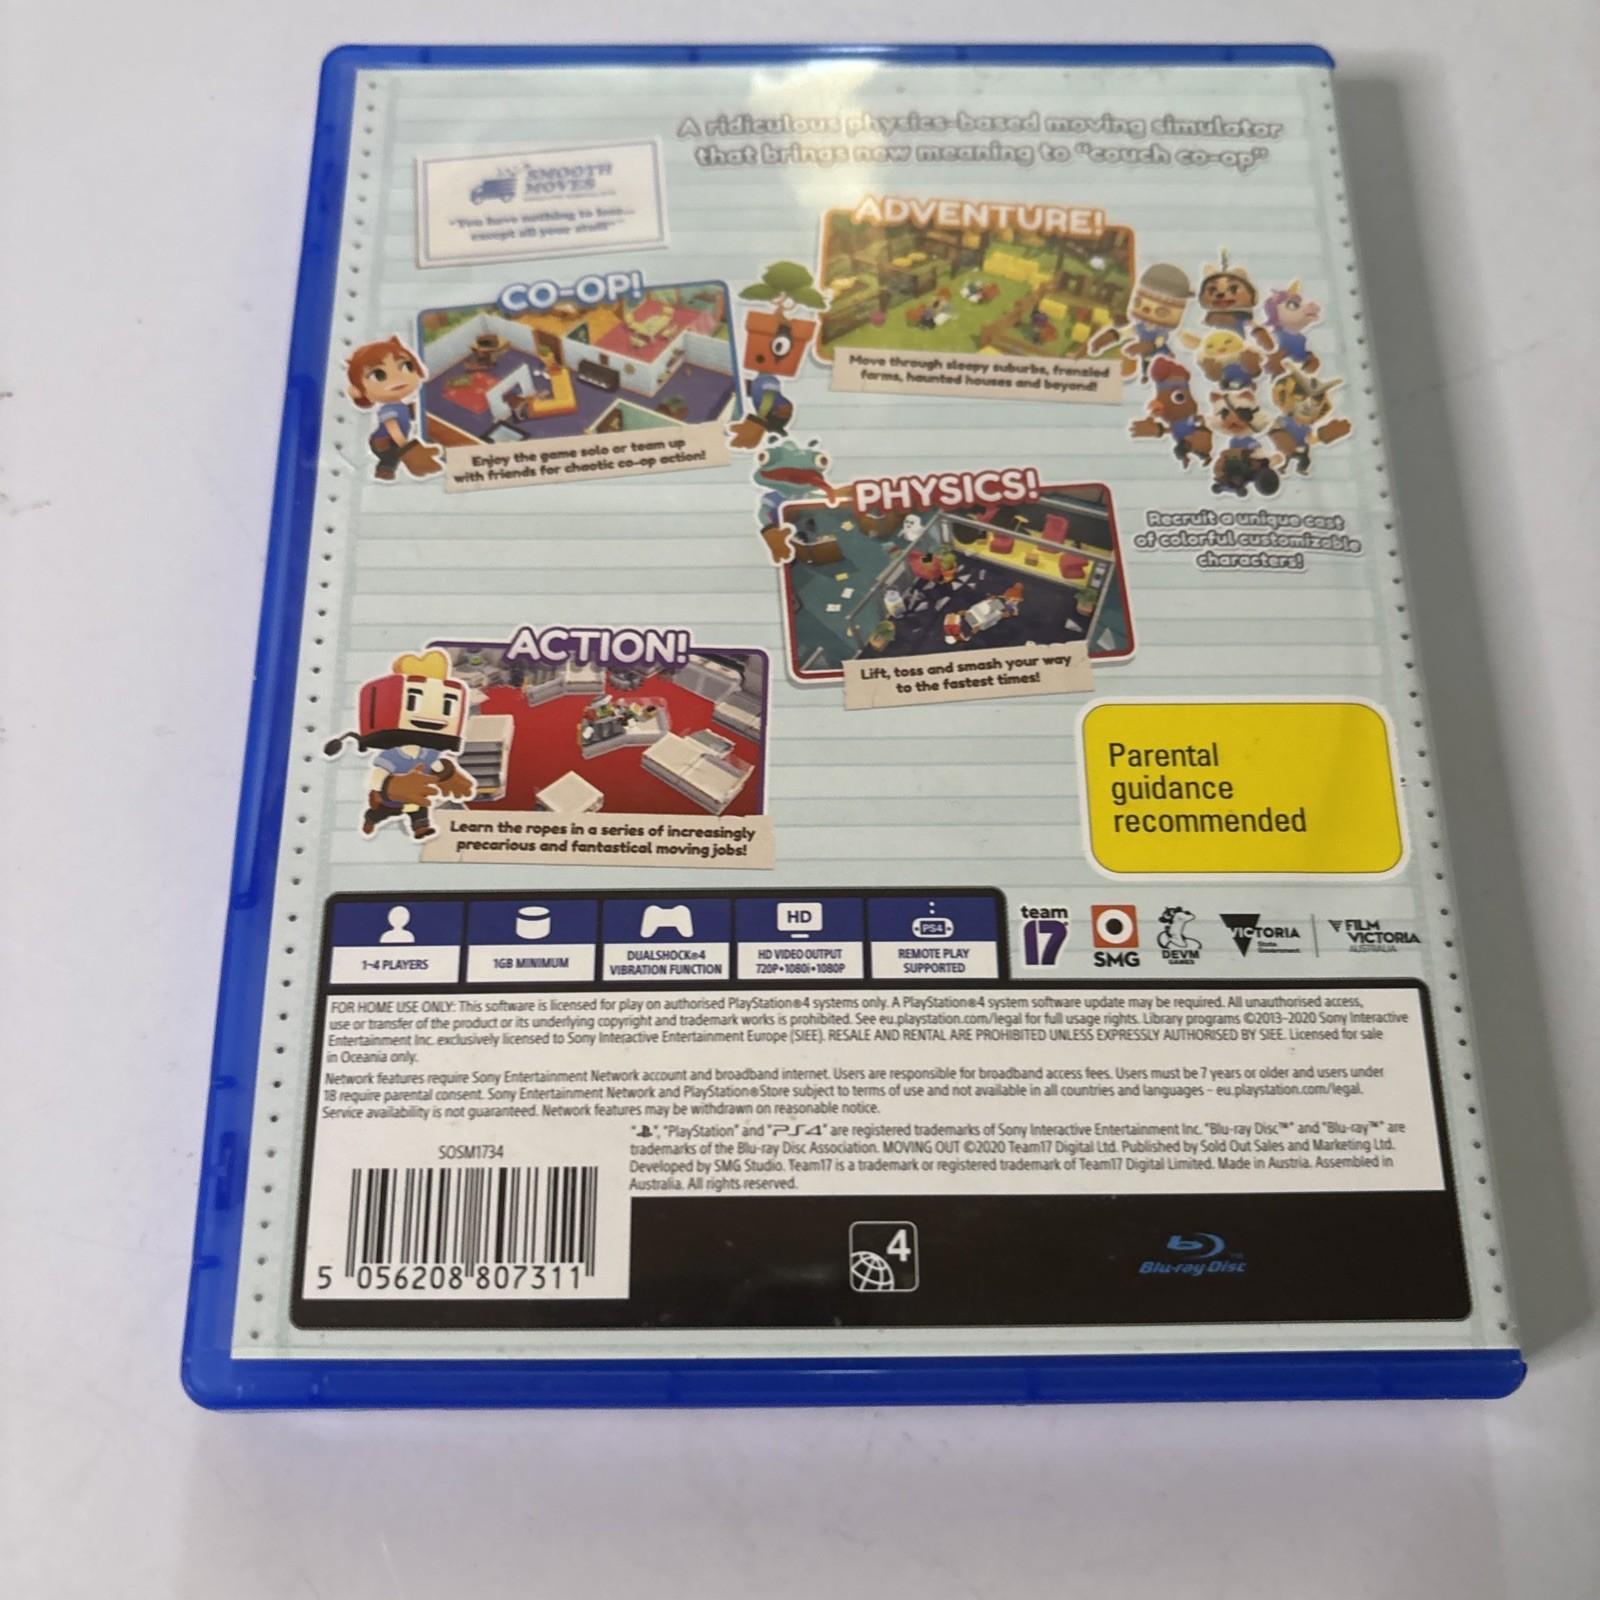 A ridiculous physics-based moving simulator
that brings new meaning to "couch co-op"
SMOOTH
MOVES
"You have nothing to lose...
except all your stuff"
ADVENTURE!
Move through sleepy suburbs, frenzied
farms, haunted houses and beyond!
CO-OP!
Enjoy the game solo or team up
with friends for chaotic co-op action!
PHYSICS!
Lift, toss and smash your way
to the fastest times!
Recruit a unique cast
of colorful customizable
characters!
ACTION!
Learn the ropes in a series of increasingly
precarious and fantastical moving jobs!
Parental
guidance
recommended
1-4 PLAYERS
1GB MINIMUM
DUALSHOCK®4
VIBRATION FUNCTION
HD
HD VIDEO OUTPUT
720P•1080i•1080P
PS4
REMOTE PLAY
SUPPORTED
team
17
SMG
DEVM
GAMES
VICTORIA
State
Government
FILM
VICTORIA
AUSTRALIA
FOR HOME USE ONLY: This software is licensed for play on authorised PlayStation®4 systems only. A PlayStation®4 system software update may be required. All unauthorised access,
use or transfer of the product or its underlying copyright and trademark works is prohibited. See eu.playstation.com/legal for full usage rights. Library programs ©2013-2020 Sony Interactive
Entertainment Inc. exclusively licensed to Sony Interactive Entertainment Europe (SIEE). RESALE AND RENTAL ARE PROHIBITED UNLESS EXPRESSLY AUTHORISED BY SIEE. Licensed for sale
in Oceania only.
Network features require Sony Entertainment Network account and broadband internet. Users are responsible for broadband access fees. Users must be 7 years or older and users under
18 require parental consent. Sony Entertainment Network and PlayStation®Store subject to terms of use and not available in all countries and languages – eu.playstation.com/legal.
Service availability is not guaranteed. Network features may be withdrawn on reasonable notice.
"PlayStation" and "PS4" are registered trademarks of Sony Interactive Entertainment Inc. "Blu-ray Disc™" and "Blu-ray™" are
trademarks of the Blu-ray Disc Association. MOVING OUT ©2020 Team17 Digital Ltd. Published by Sold Out Sales and Marketing Ltd.
Developed by SMG Studio. Team17 is a trademark or registered trademark of Team17 Digital Limited. Made in Austria. Assembled in
Australia. All rights reserved.
SOSM1734
5 056208 807311
4
Blu-ray Disc